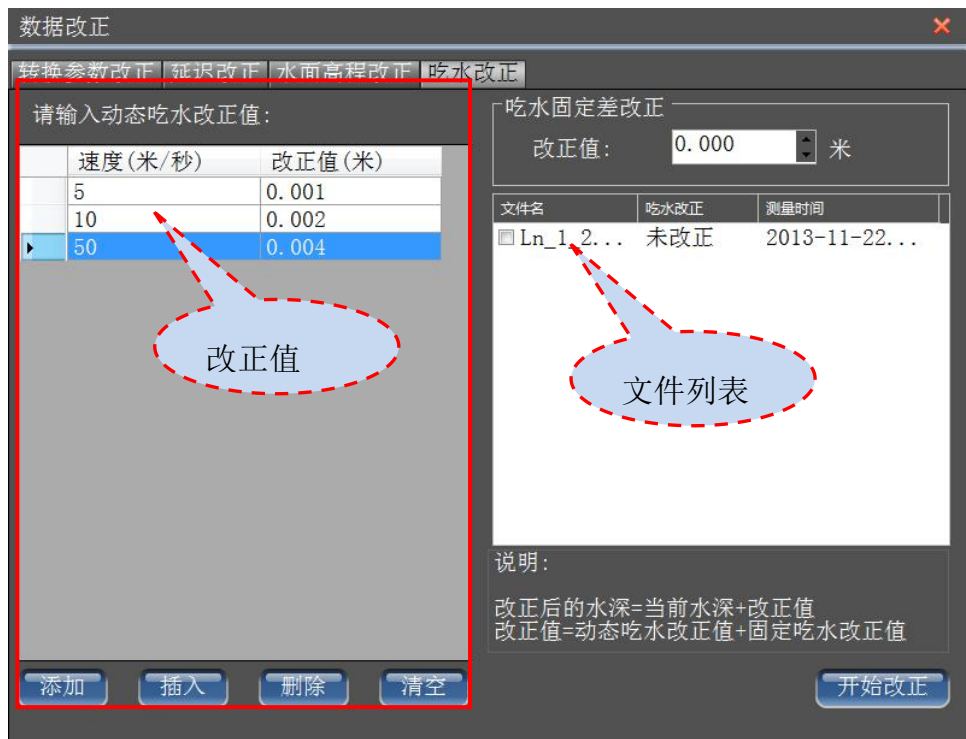 数据改正
转换参数改正 延迟改正 水面高程改正 吃水改正
请输入动态吃水改正值:
速度(米/秒) 改正值(米)
5 0.001
10 0.002
50 0.004
改正值
添加 插入 删除 清空
吃水固定差改正
改正值: 0.000 米
文件名 吃水改正 测量时间
Ln_1_2... 未改正 2013-11-22...
文件列表
说明:
改正后的水深=当前水深+改正值
改正值=动态吃水改正值+固定吃水改正值
开始改正